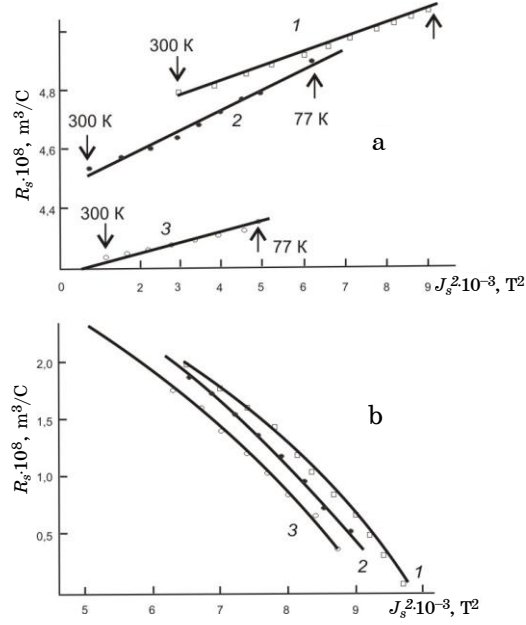 1
300 K
4,8
R_s·10^8, m^3/C
300 K
2
77 K
a
4,6
4,4
300 K
3
77 K
0 2 3 4 5 6 7 8 9 J_s^2·10^–3, T^2
2,0
R_s·10^8, m^3/C
b
1,5
1,0
0,5
3
2
1
5 6 7 8 9 J_s^2·10^–3, T^2